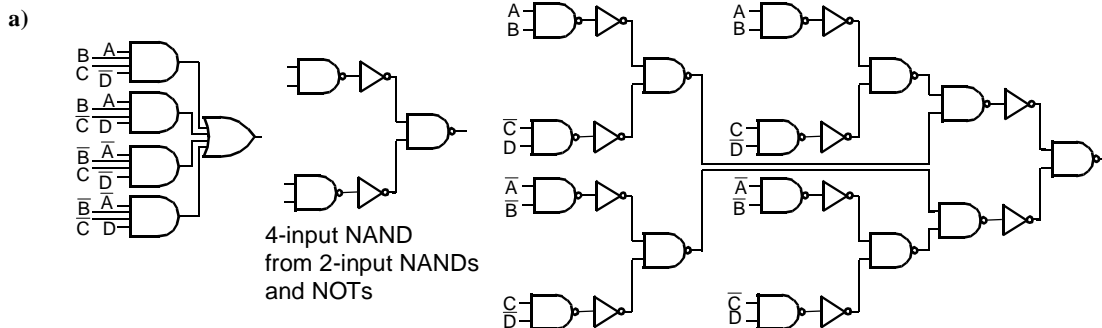 a)
A
B
C
D̅
A
B
C̅
D
A̅
B̅
C
D̅
A̅
B̅
C̅
D
4-input NAND
from 2-input NANDs
and NOTs
A
B
C̅
D
A̅
B̅
C
D̅
A
B
C
D̅
A̅
B̅
C̅
D